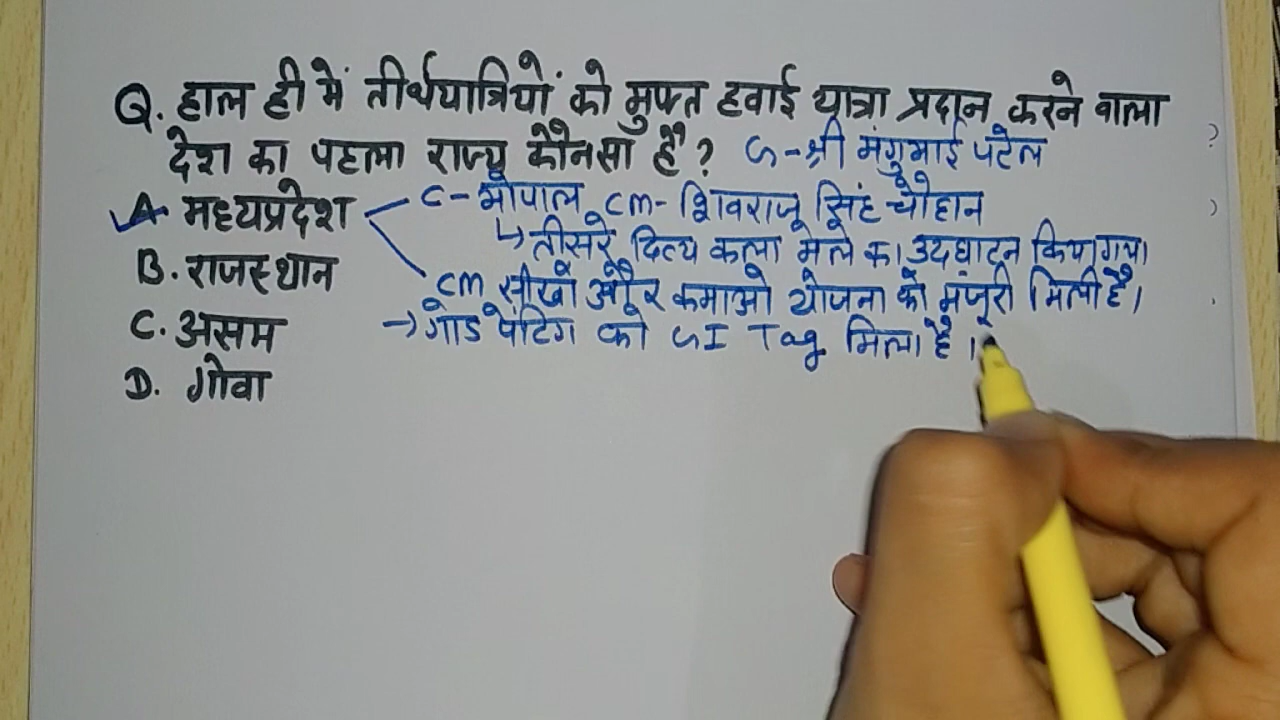 Q. हाल ही में तीर्थयात्रियों को मुफ्त हवाई यात्रा प्रदान करने वाला
देश का पहला राज्य कौनसा है? G-श्री मंगुभाई पटेल
A. मध्यप्रदेश C-भोपाल CM-शिवराज सिंह चौहान
↳ तीसरे दिव्य कला मेले का उदघाटन किया गया
B. राजस्थान CM सीखो और कमाओ योजना को मंजूरी मिली है।
C. असम → गोंड पेंटिंग को GI Tag मिला है।
D. गोवा